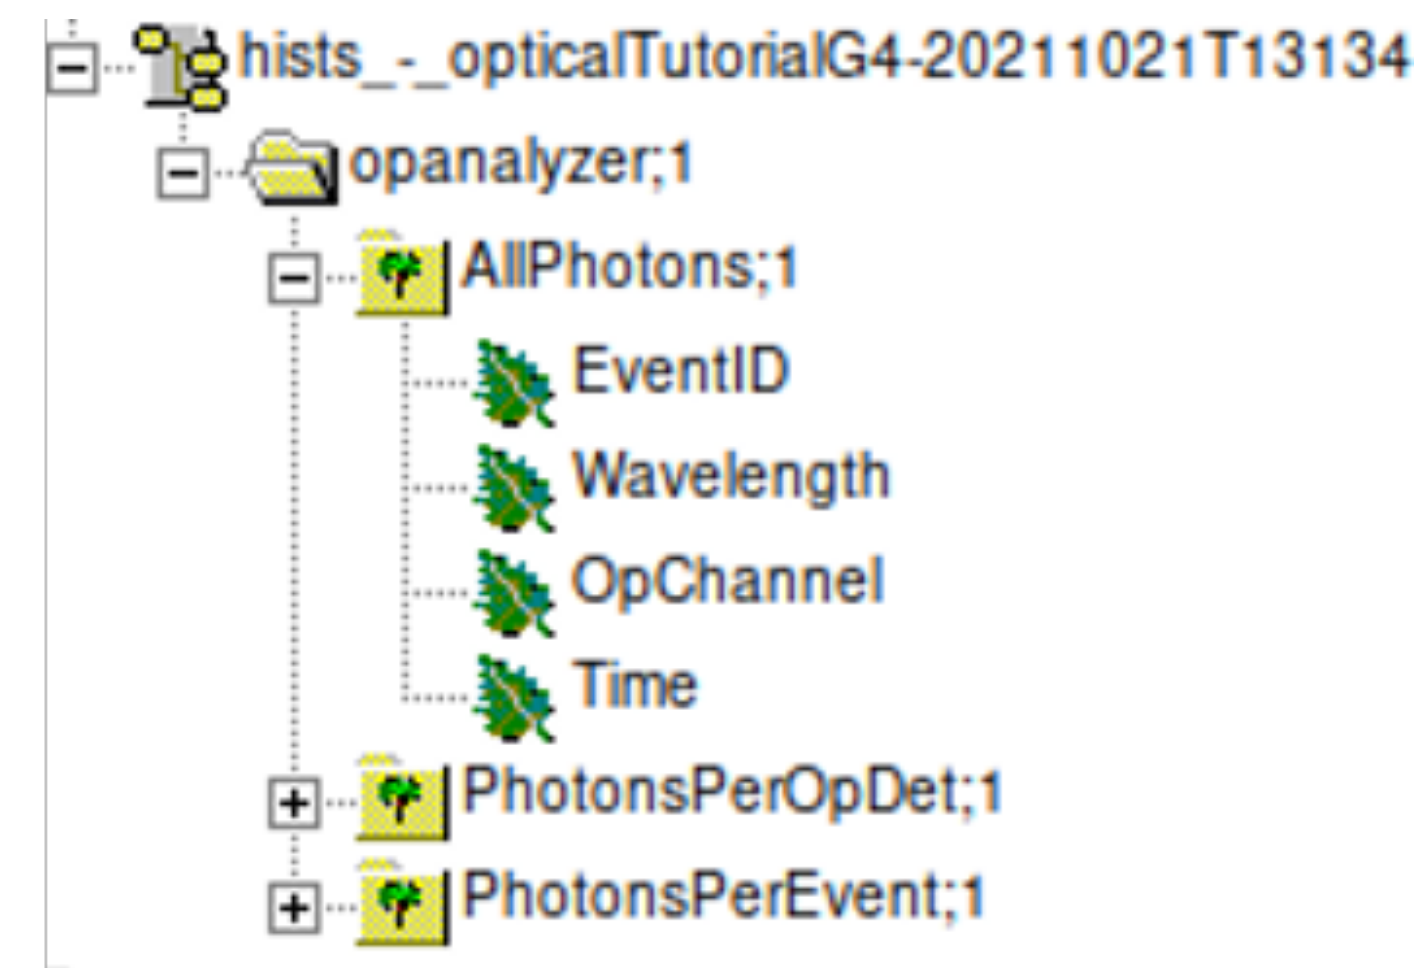 hists_-_opticalTutorialG4-20211021T13134
opanalyzer;1
AllPhotons;1
EventID
Wavelength
OpChannel
Time
PhotonsPerOpDet;1
PhotonsPerEvent;1